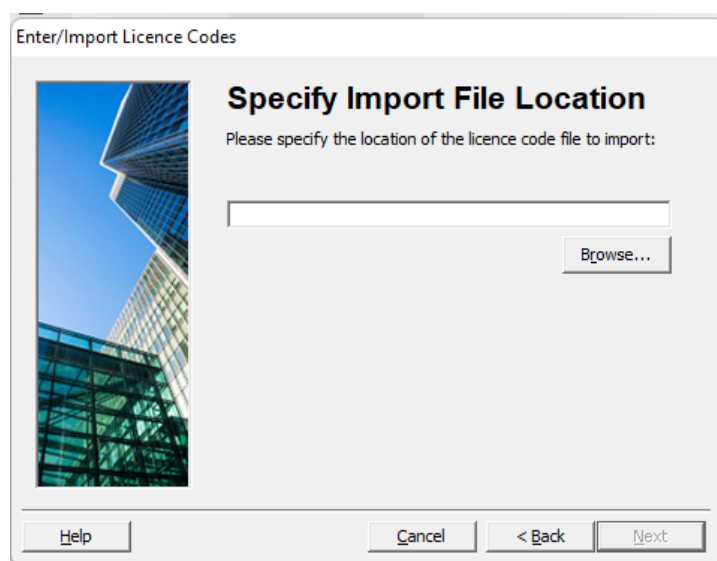 Enter/Import Licence Codes
Specify Import File Location
Please specify the location of the licence code file to import:
Browse...
Help
Cancel
< Back
Next